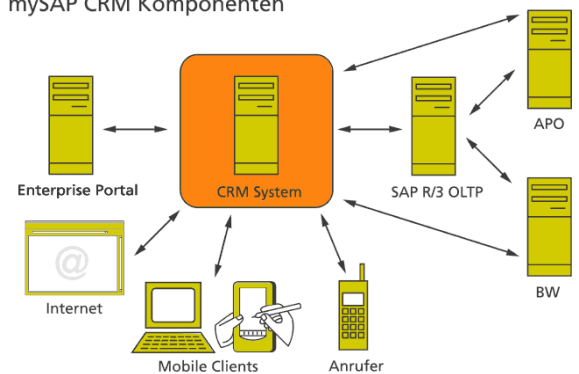 mySAP CRM Komponenten
APO
Enterprise Portal
CRM System
SAP R/3 OLTP
@
Internet
BW
Mobile Clients
Anrufer